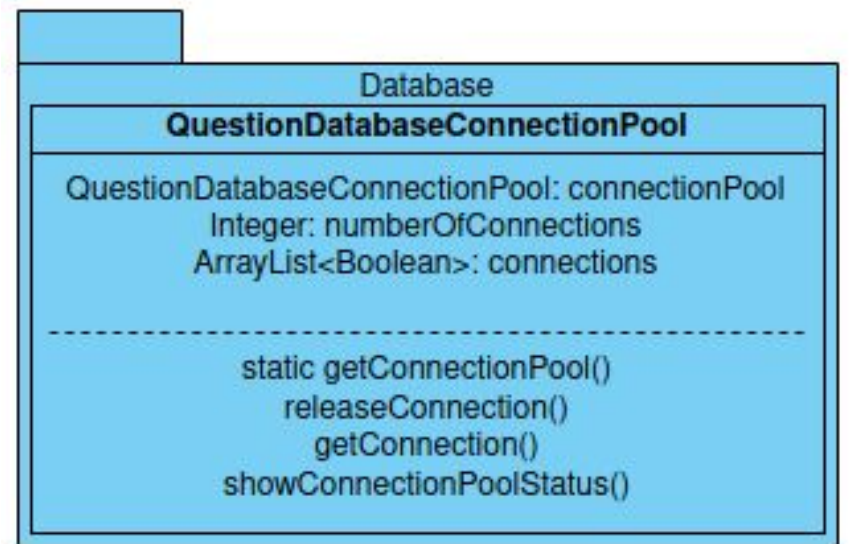 Database
QuestionDatabaseConnectionPool
QuestionDatabaseConnectionPool: connectionPool
Integer: numberOfConnections
ArrayList<Boolean>: connections
static getConnectionPool()
releaseConnection()
getConnection()
showConnectionPoolStatus()